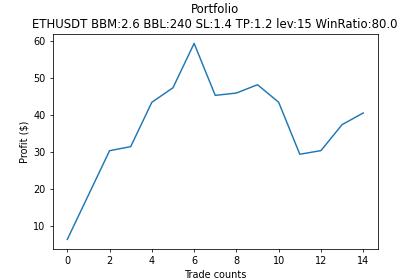 Portfolio
ETHUSDT BBM:2.6 BBL:240 SL:1.4 TP:1.2 lev:15 WinRatio:80.0
60
50
40
30
20
10
Profit ($)
0 2 4 6 8 10 12 14
Trade counts